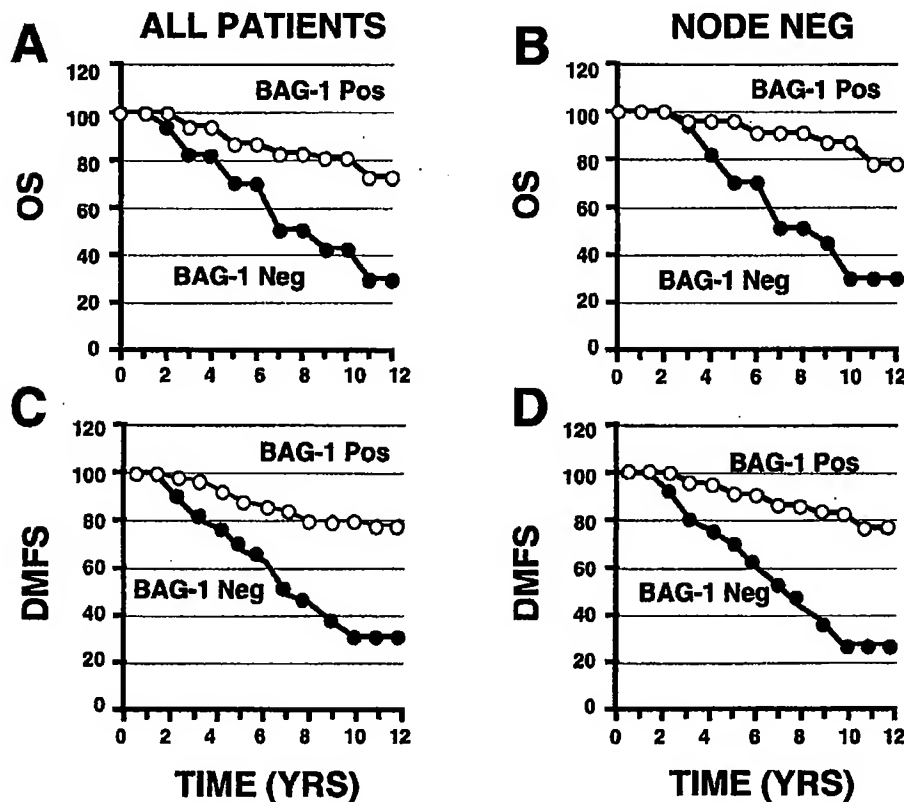 A
ALL PATIENTS
120
100
80
60
40
20
0
OS
BAG-1 Pos
BAG-1 Neg
0 2 4 6 8 10 12
B
NODE NEG
120
100
80
60
40
20
0
OS
BAG-1 Pos
BAG-1 Neg
0 2 4 6 8 10 12
C
120
100
80
60
40
20
0
DMFS
BAG-1 Pos
BAG-1 Neg
0 2 4 6 8 10 12
TIME (YRS)
D
120
100
80
60
40
20
0
DMFS
BAG-1 Pos
BAG-1 Neg
0 2 4 6 8 10 12
TIME (YRS)